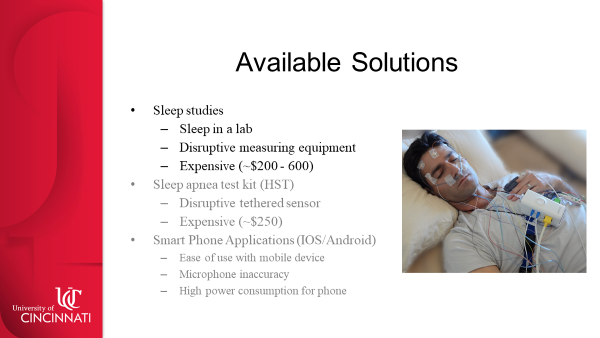 Available Solutions
• Sleep studies
– Sleep in a lab
– Disruptive measuring equipment
– Expensive (~$200 - 600)
• Sleep apnea test kit (HST)
– Disruptive tethered sensor
– Expensive (~$250)
• Smart Phone Applications (IOS/Android)
– Ease of use with mobile device
– Microphone inaccuracy
– High power consumption for phone
UC
University of
CINCINNATI